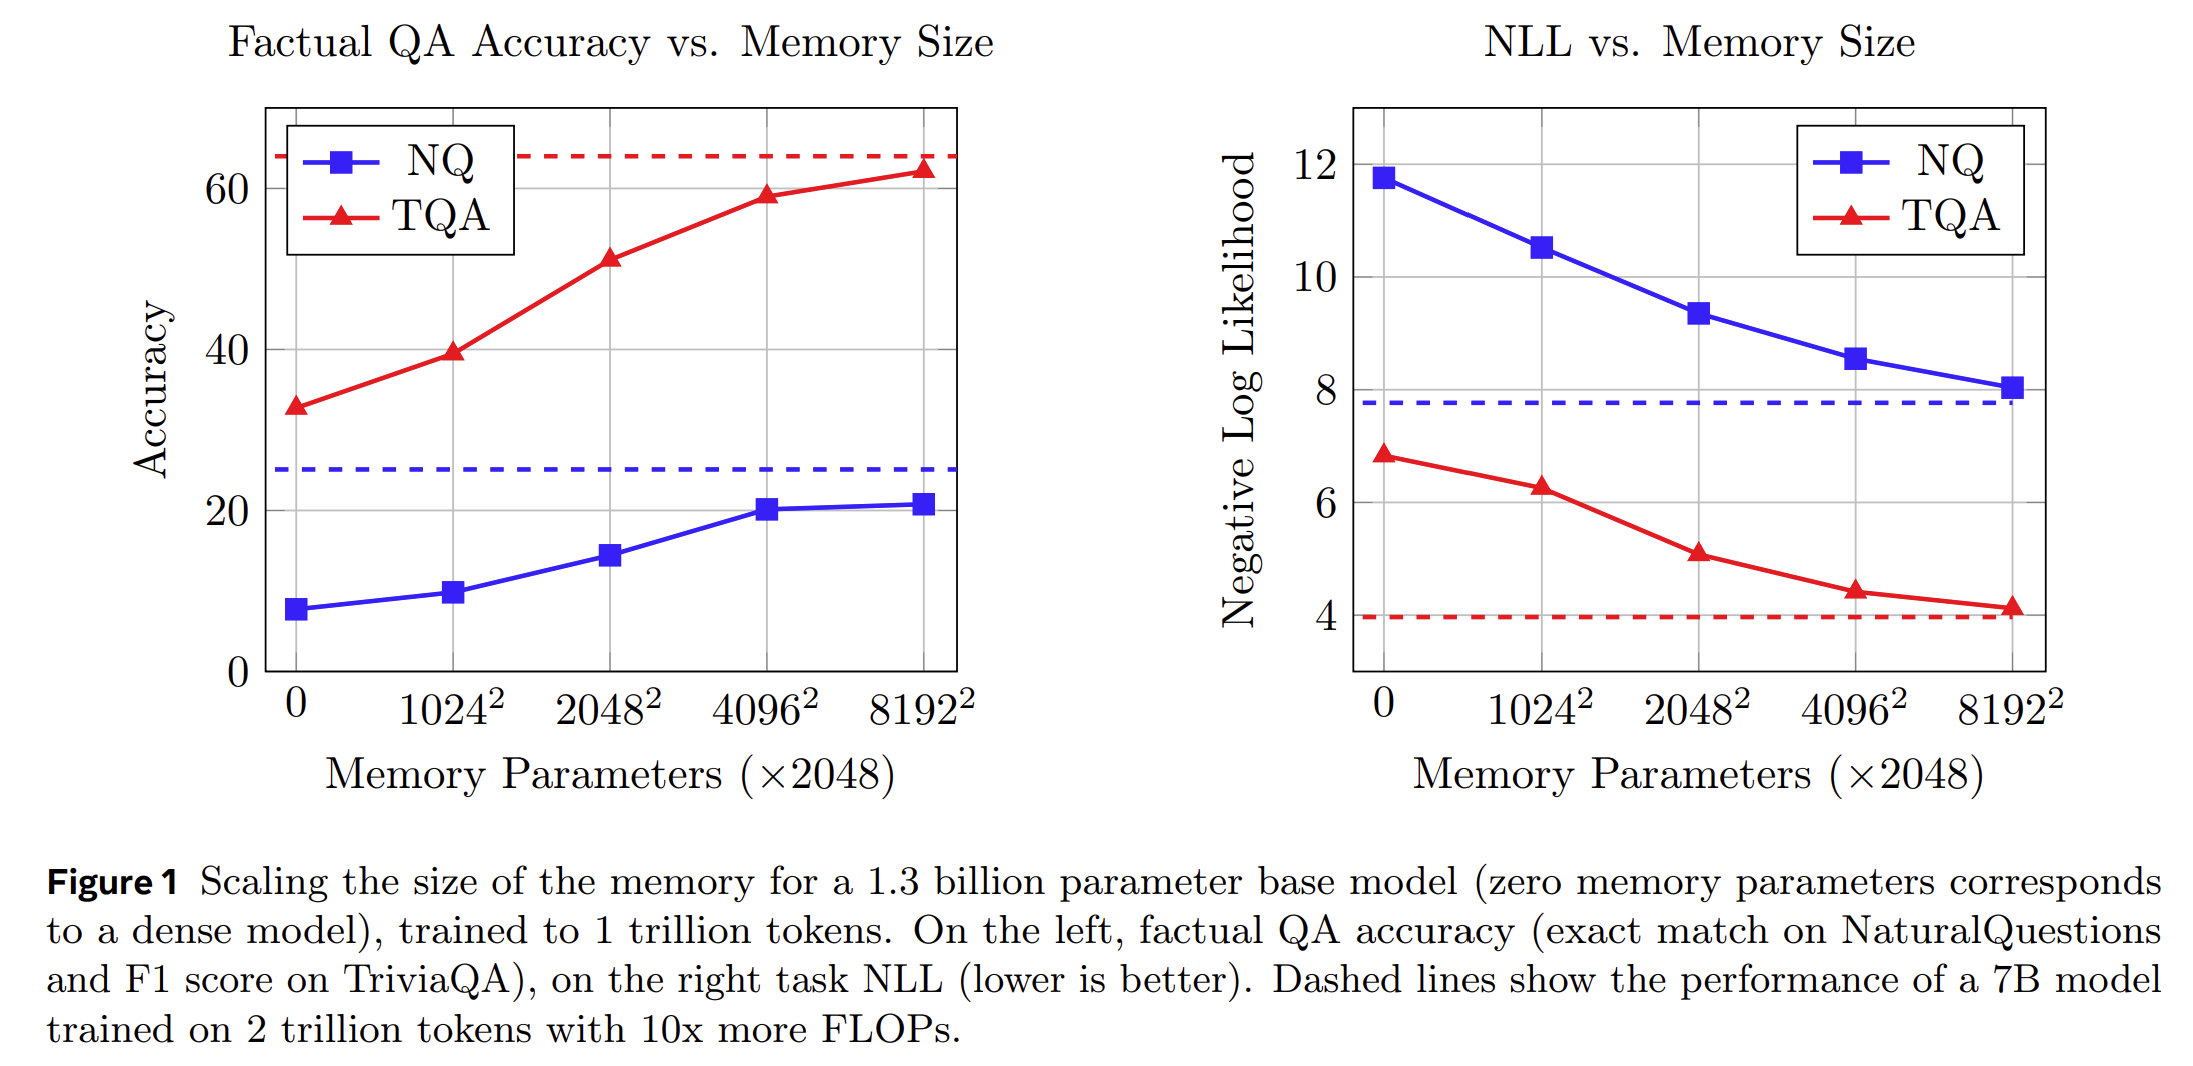 Factual QA Accuracy vs. Memory Size
NQ
TQA
60
40
20
0
Accuracy
0 1024² 2048² 4096² 8192²
Memory Parameters (×2048)
NLL vs. Memory Size
NQ
TQA
12
10
8
6
4
Negative Log Likelihood
0 1024² 2048² 4096² 8192²
Memory Parameters (×2048)
Figure 1 Scaling the size of the memory for a 1.3 billion parameter base model (zero memory parameters corresponds
to a dense model), trained to 1 trillion tokens. On the left, factual QA accuracy (exact match on NaturalQuestions
and F1 score on TriviaQA), on the right task NLL (lower is better). Dashed lines show the performance of a 7B model
trained on 2 trillion tokens with 10x more FLOPs.